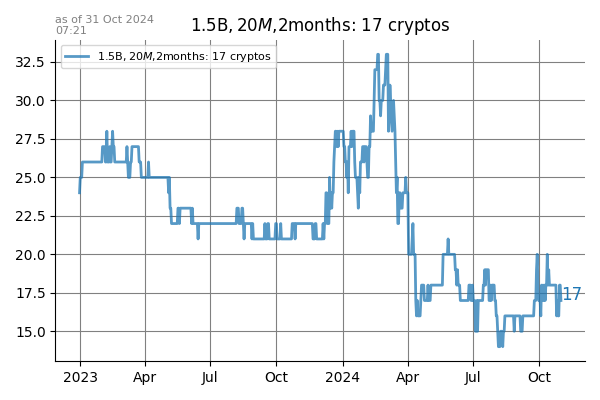 as of 31 Oct 2024
07:21
1.5B, 20M,2months: 17 cryptos
1.5B, 20M,2months: 17 cryptos
32.5
30.0
27.5
25.0
22.5
20.0
17.5
15.0
17
2023 Apr Jul Oct 2024 Apr Jul Oct